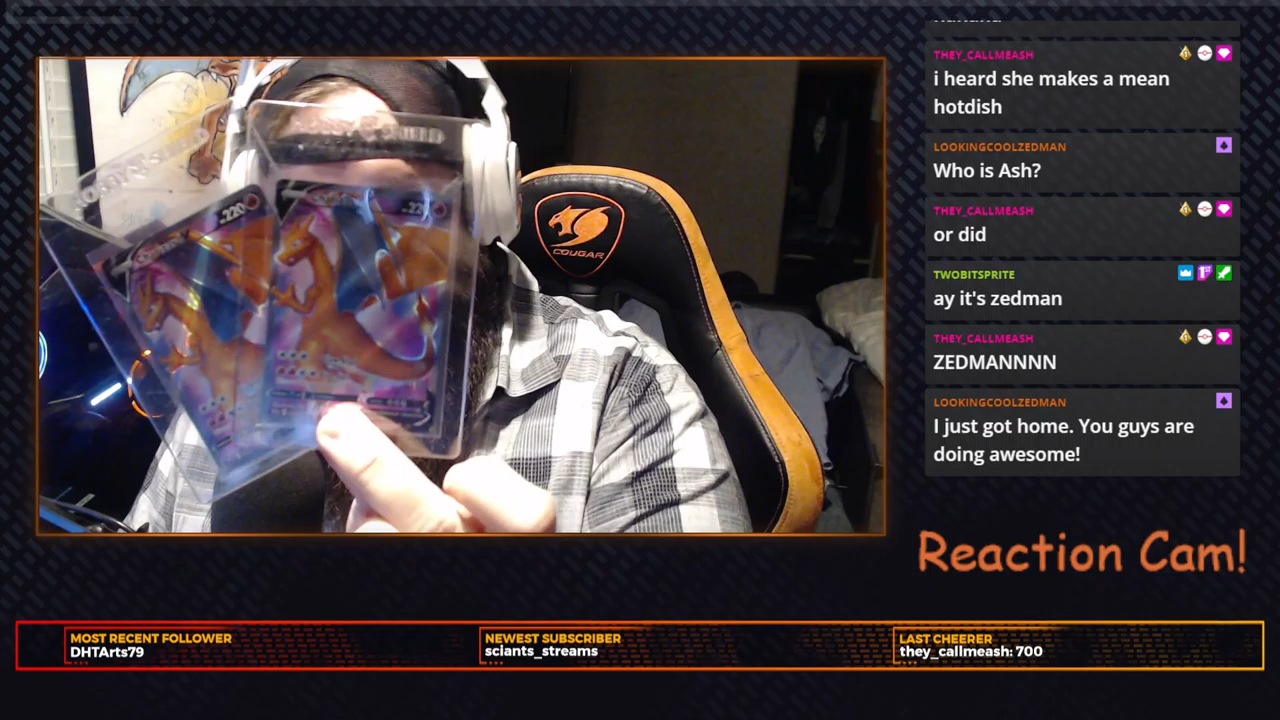 THEY_CALLMEASH
i heard she makes a mean
hotdish
LOOKINGCOOLZEDMAN
Who is Ash?
THEY_CALLMEASH
or did
TWOBITSPRITE
ay it's zedman
THEY_CALLMEASH
ZEDMANNNN
LOOKINGCOOLZEDMAN
I just got home. You guys are
doing awesome!
COUGAR
220
220
Reaction Cam!
MOST RECENT FOLLOWER
DHTArts79
NEWEST SUBSCRIBER
sciants_streams
LAST CHEERER
they_callmeash: 700